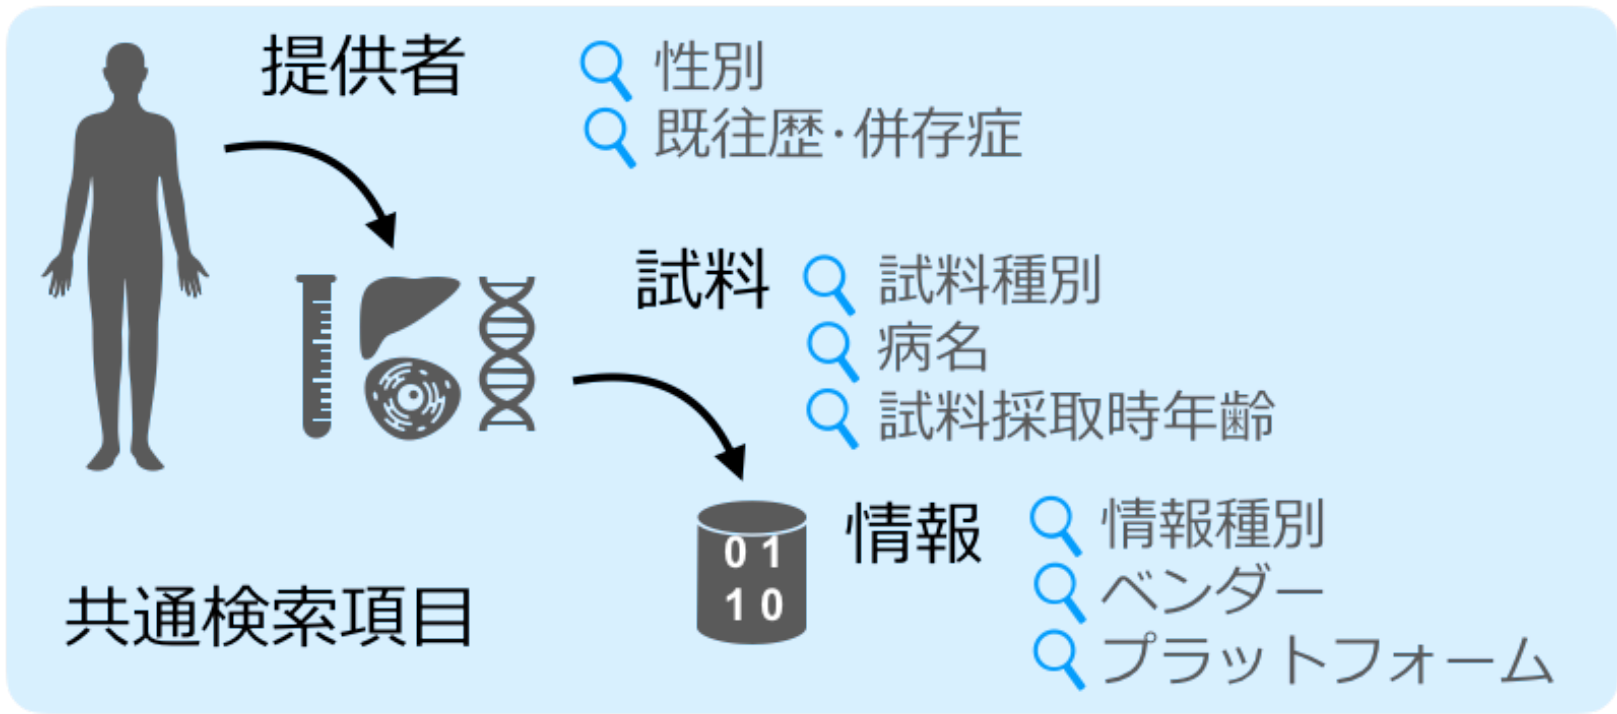 提供者
性別
既往歴・併存症
試料
試料種別
病名
試料採取時年齢
情報
情報種別
ベンダー
プラットフォーム
0 1
1 0
共通検索項目